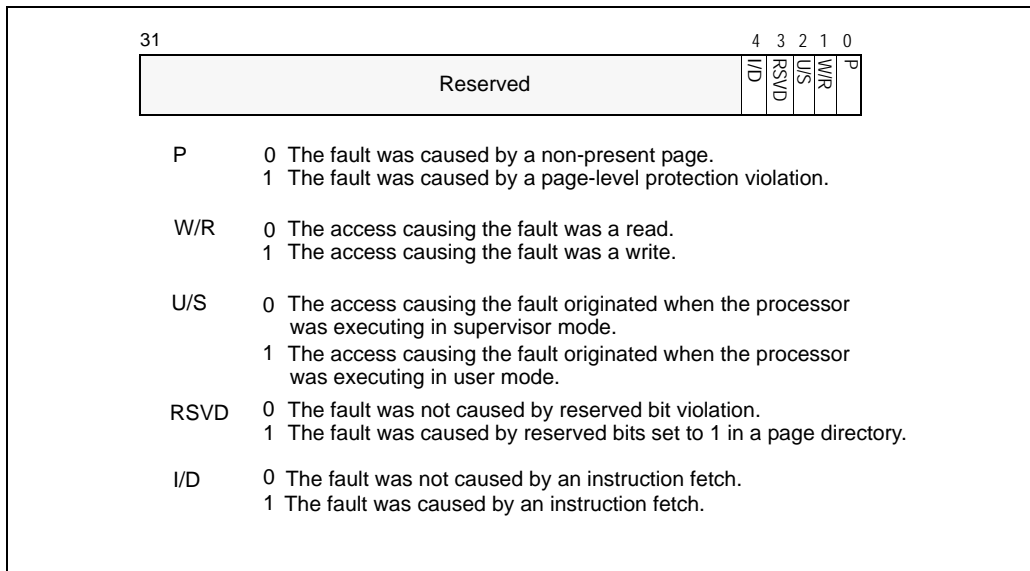 31 4 3 2 1 0
Reserved I/D RSVD U/S W/R P
P 0 The fault was caused by a non-present page.
1 The fault was caused by a page-level protection violation.
W/R 0 The access causing the fault was a read.
1 The access causing the fault was a write.
U/S 0 The access causing the fault originated when the processor
was executing in supervisor mode.
1 The access causing the fault originated when the processor
was executing in user mode.
RSVD 0 The fault was not caused by reserved bit violation.
1 The fault was caused by reserved bits set to 1 in a page directory.
I/D 0 The fault was not caused by an instruction fetch.
1 The fault was caused by an instruction fetch.